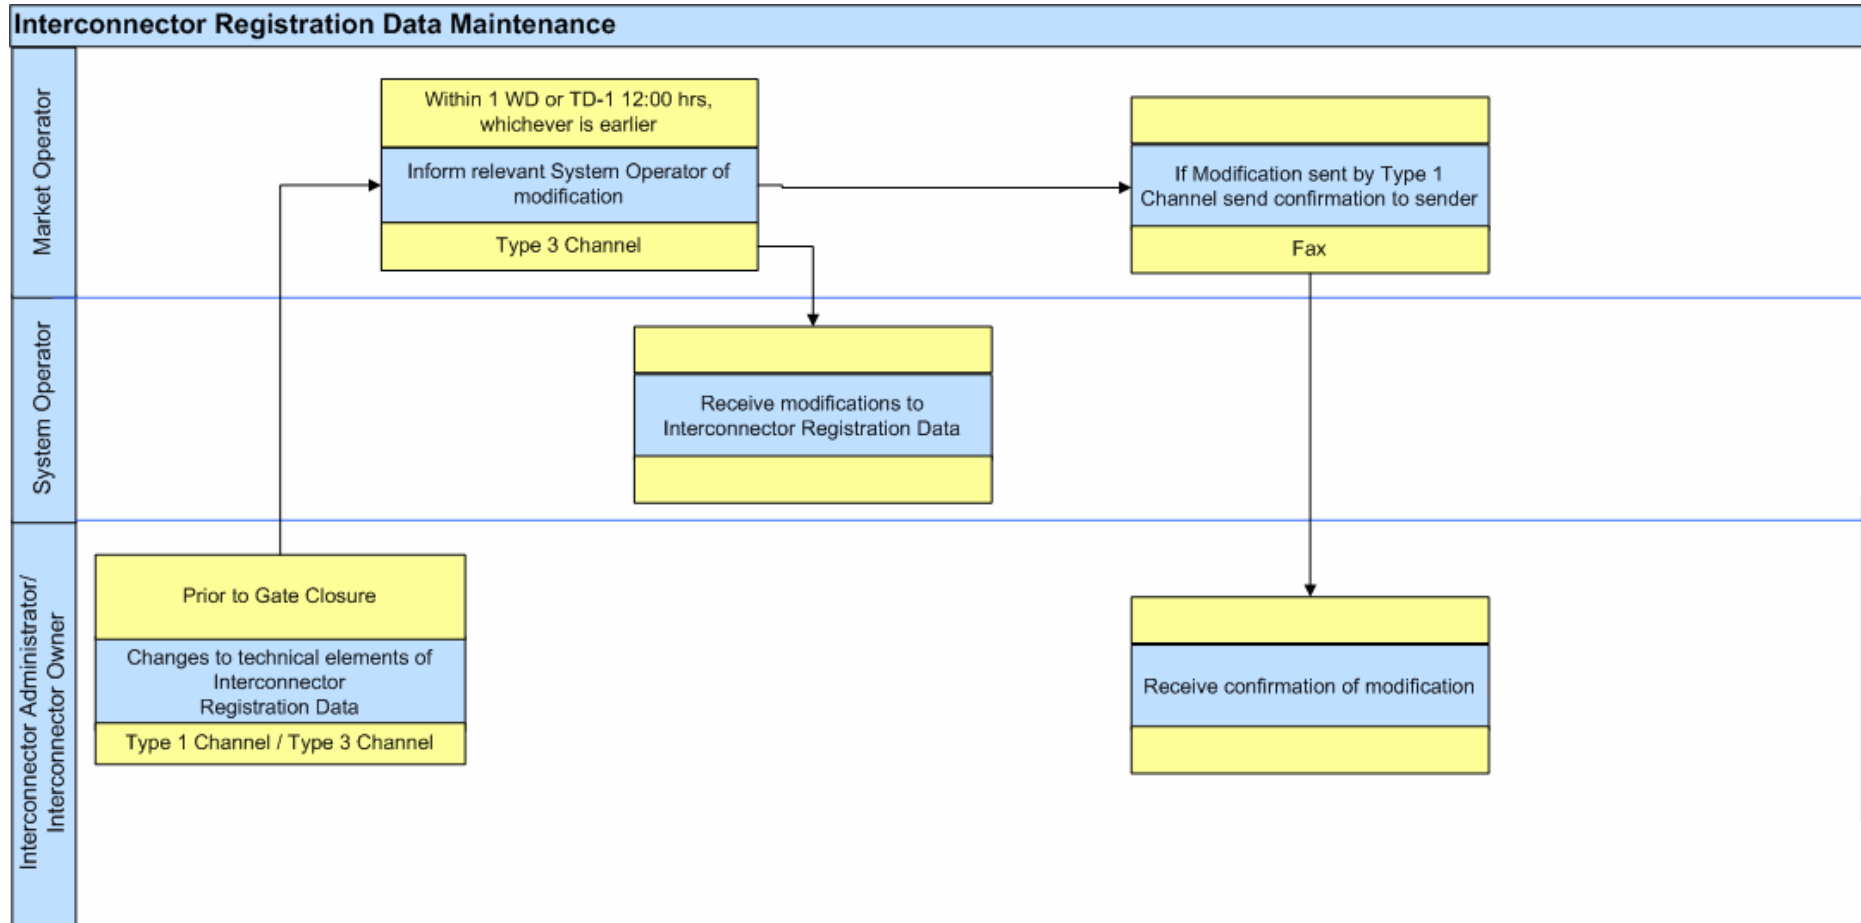 Interconnector Registration Data Maintenance
Market Operator
Within 1 WD or TD-1 12:00 hrs,
whichever is earlier
Inform relevant System Operator of
modification
Type 3 Channel
If Modification sent by Type 1
Channel send confirmation to sender
Fax
System Operator
Receive modifications to
Interconnector Registration Data
Interconnector Administrator/
Interconnector Owner
Prior to Gate Closure
Changes to technical elements of
Interconnector
Registration Data
Type 1 Channel / Type 3 Channel
Receive confirmation of modification